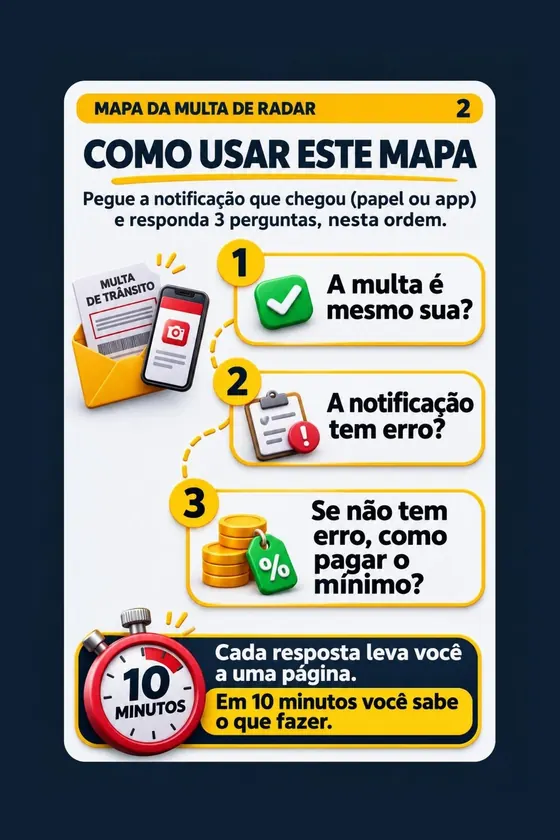 MAPA DA MULTA DE RADAR 2
COMO USAR ESTE MAPA
Pegue a notificação que chegou (papel ou app)
e responda 3 perguntas, nesta ordem.
MULTA
DE TRÂNSITO
1
A multa é
mesmo sua?
2
A notificação
tem erro?
3
Se não tem
erro, como
pagar o
mínimo?
%
10
MINUTOS
Cada resposta leva você
a uma página.
Em 10 minutos você sabe
o que fazer.